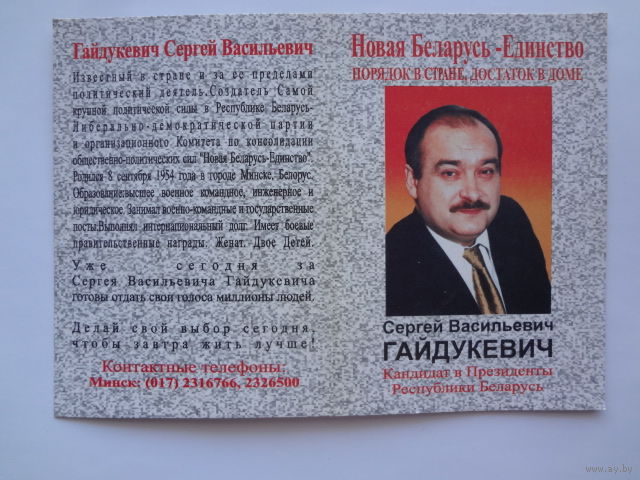 Гайдукевич Сергей Васильевич
Известный в стране и за ее пределами
политический деятель.Создатель Самой
крупной политической силы в Республике Беларусь-
Либерально-демократической партии
и организационного Комитета по консолидации
общественно-политических сил "Новая Беларусь-Единство".
Родился 8 сентября 1954 года в городе Минске, Белорус.
Образование:высшее военное командное, инженерное и
юридическое. Занимал военно-командные и государственные
посты.Выполнял интернациональный долг. Имеет боевые
правительственные награды. Женат. Двое Детей.
Уже сегодня за
Сергея Васильевича Гайдукевича
готовы отдать свои голоса миллионы людей.
Делай свой выбор сегодня,
чтобы завтра жить лучше!
Контактные телефоны:
Минск: (017) 2316766, 2326500
Новая Беларусь -Единство
ПОРЯДОК В СТРАНЕ, ДОСТАТОК В ДОМЕ
Сергей Васильевич
ГАЙДУКЕВИЧ
Кандидат в Президенты
Республики Беларусь
www.ay.by